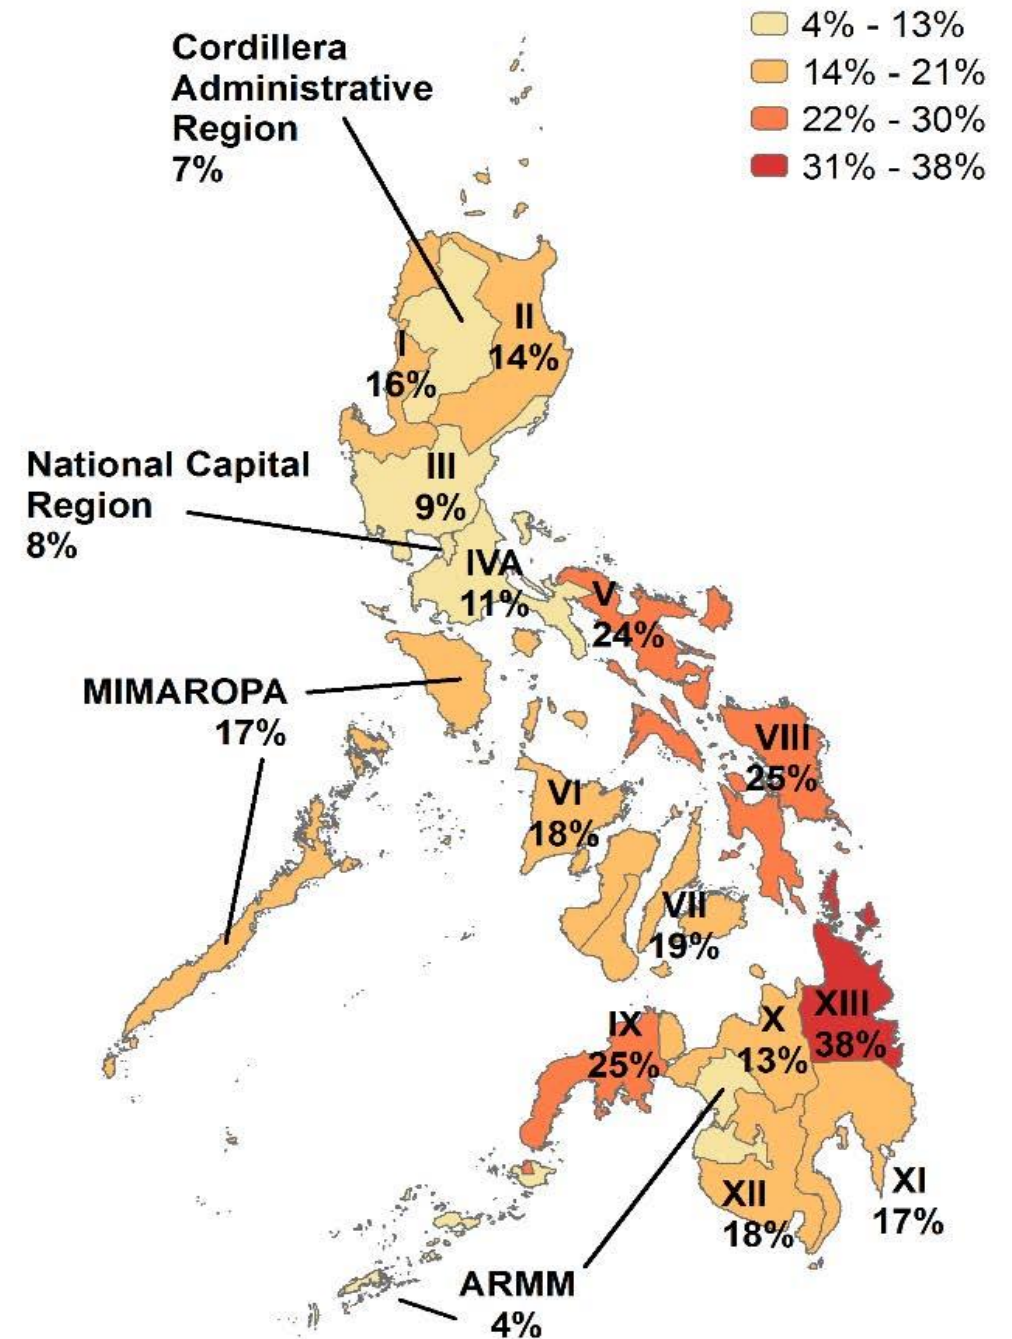 4% - 13%
14% - 21%
22% - 30%
31% - 38%
Cordillera
Administrative
Region
7%
II
14%
I
16%
National Capital
Region
8%
III
9%
IVA
11%
V
24%
MIMAROPA
17%
VIII
25%
VI
18%
VII
19%
XIII
38%
X
13%
IX
25%
XI
17%
XII
18%
ARMM
4%